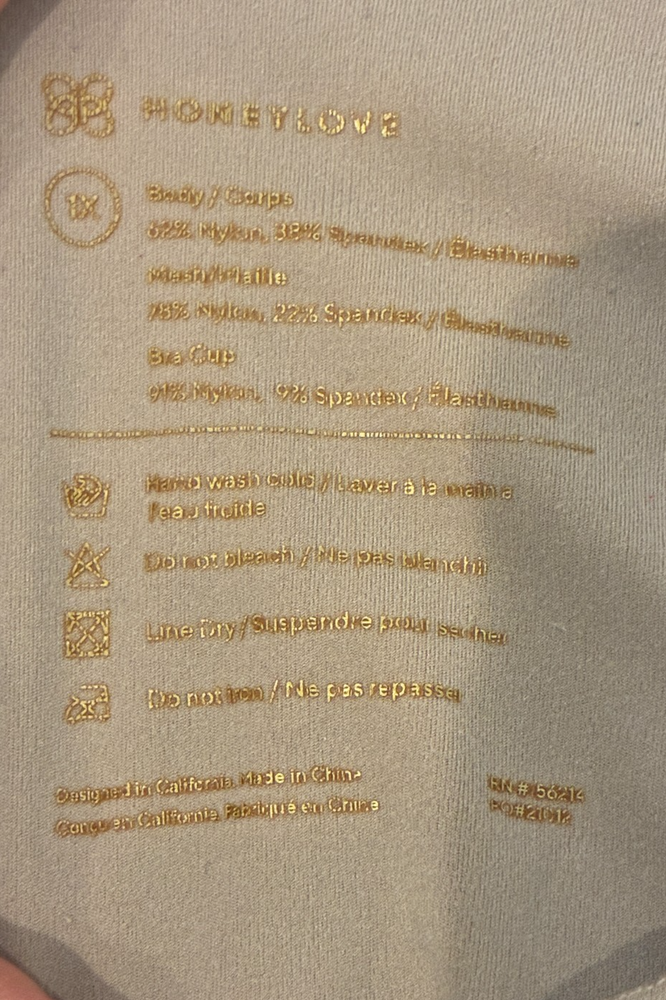 HONEYLOVE
1X
Body / Corps
62% Nylon, 38% Spandex / Élasthanne
Mesh/Maille
78% Nylon, 22% Spandex / Élasthanne
Bra Cup
91% Nylon, 9% Spandex / Élasthanne
Hand wash cold / Laver à la main à
l'eau froide
Do not bleach / Ne pas blanchir
Line Dry / Suspendre pour sécher
Do not iron / Ne pas repasser
Designed in California. Made in China
Conçu en California. Fabriqué en Chine
RN # 156214
PO#21012